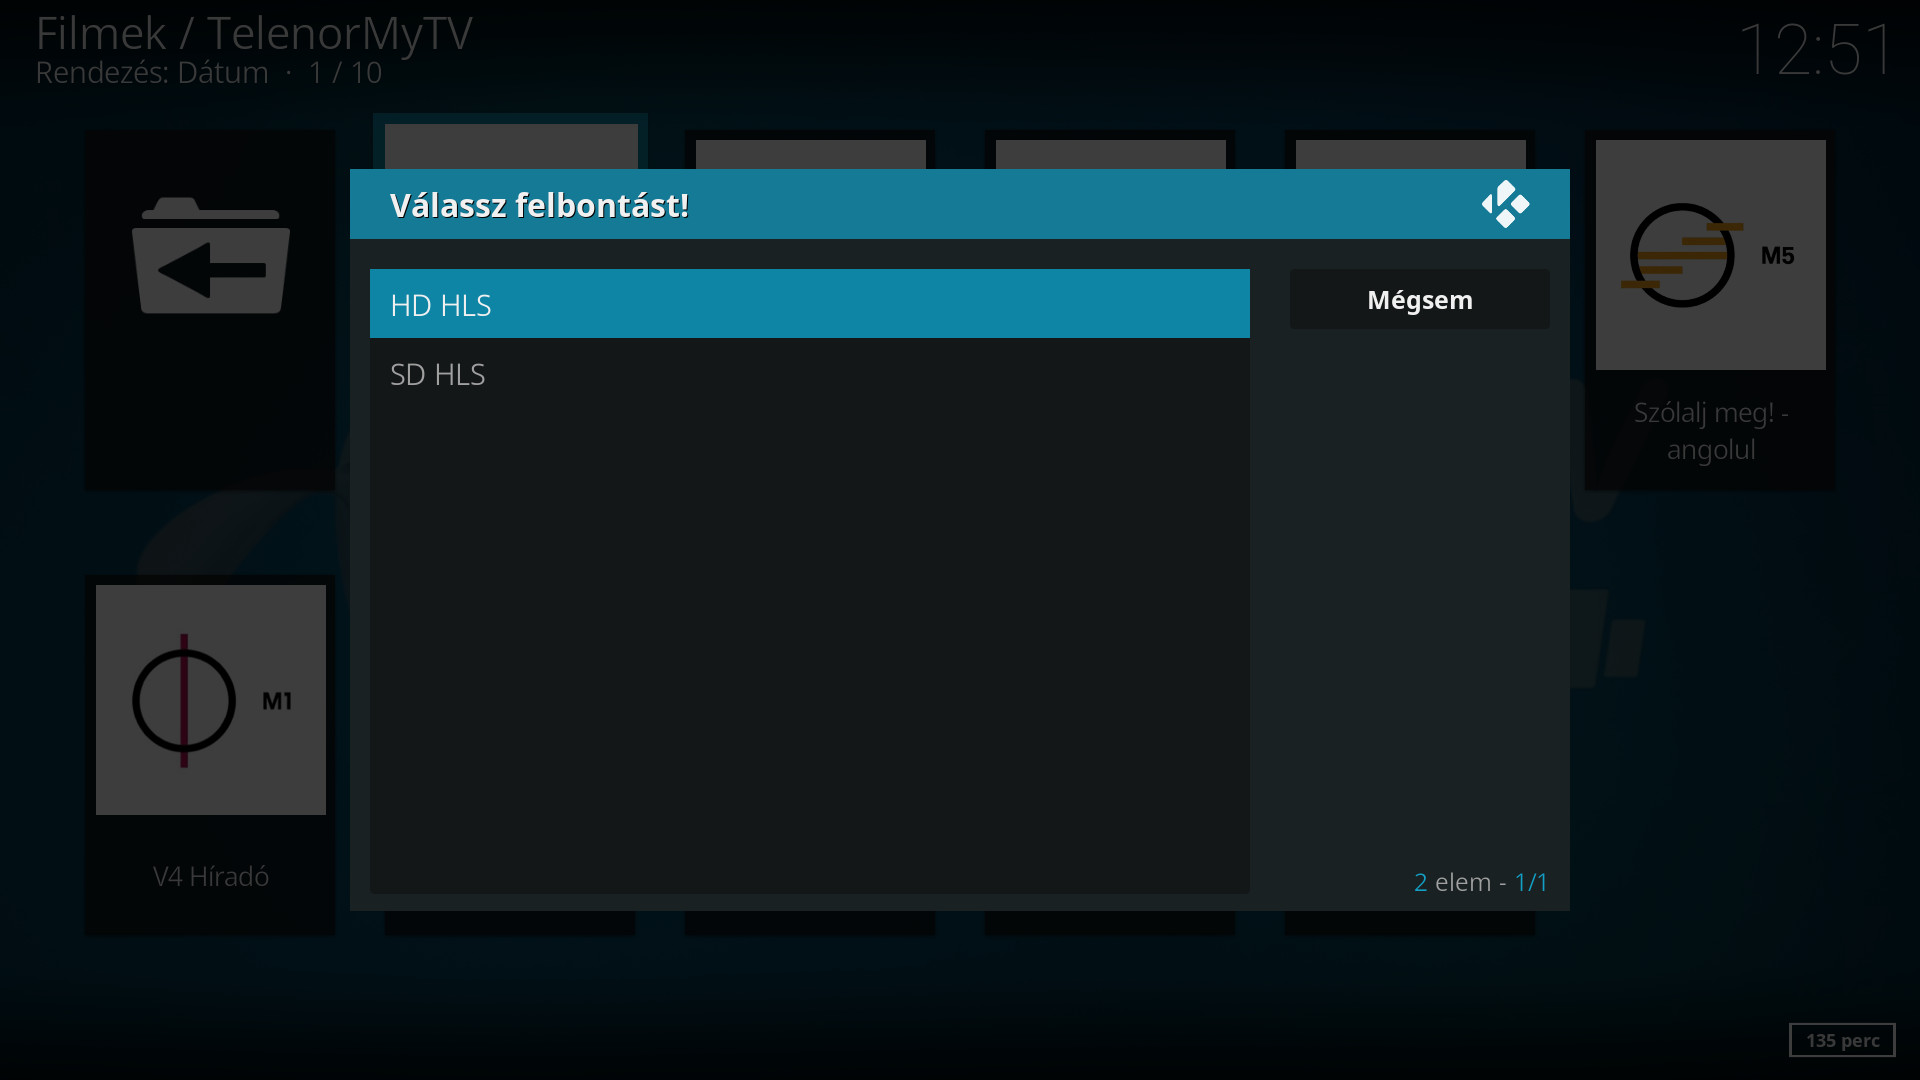 Filmek / TelenorMyTV
Rendezés: Dátum · 1 / 10
12:51
Válassz felbontást!
HD HLS
SD HLS
Mégsem
M5
Szólalj meg! -
angolul
M1
V4 Híradó
2 elem - 1/1
135 perc